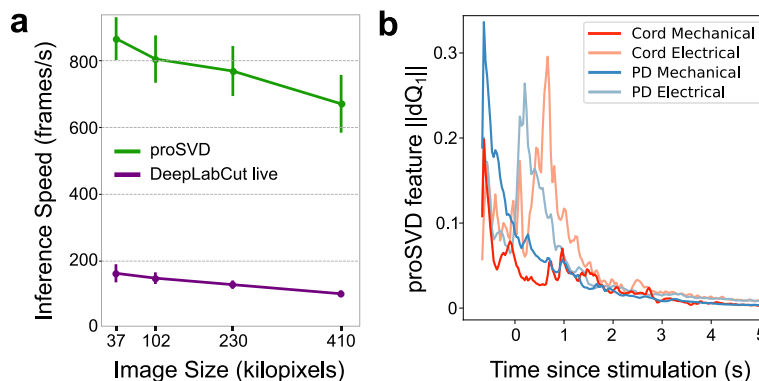 a
Inference Speed (frames/s)
800
600
400
200
0
proSVD
DeepLabCut live
37
102
230
410
Image Size (kilopixels)
b
proSVD feature ||dQ₁||
0.3
0.2
0.1
0
Cord Mechanical
Cord Electrical
PD Mechanical
PD Electrical
0
1
2
3
4
5
Time since stimulation (s)